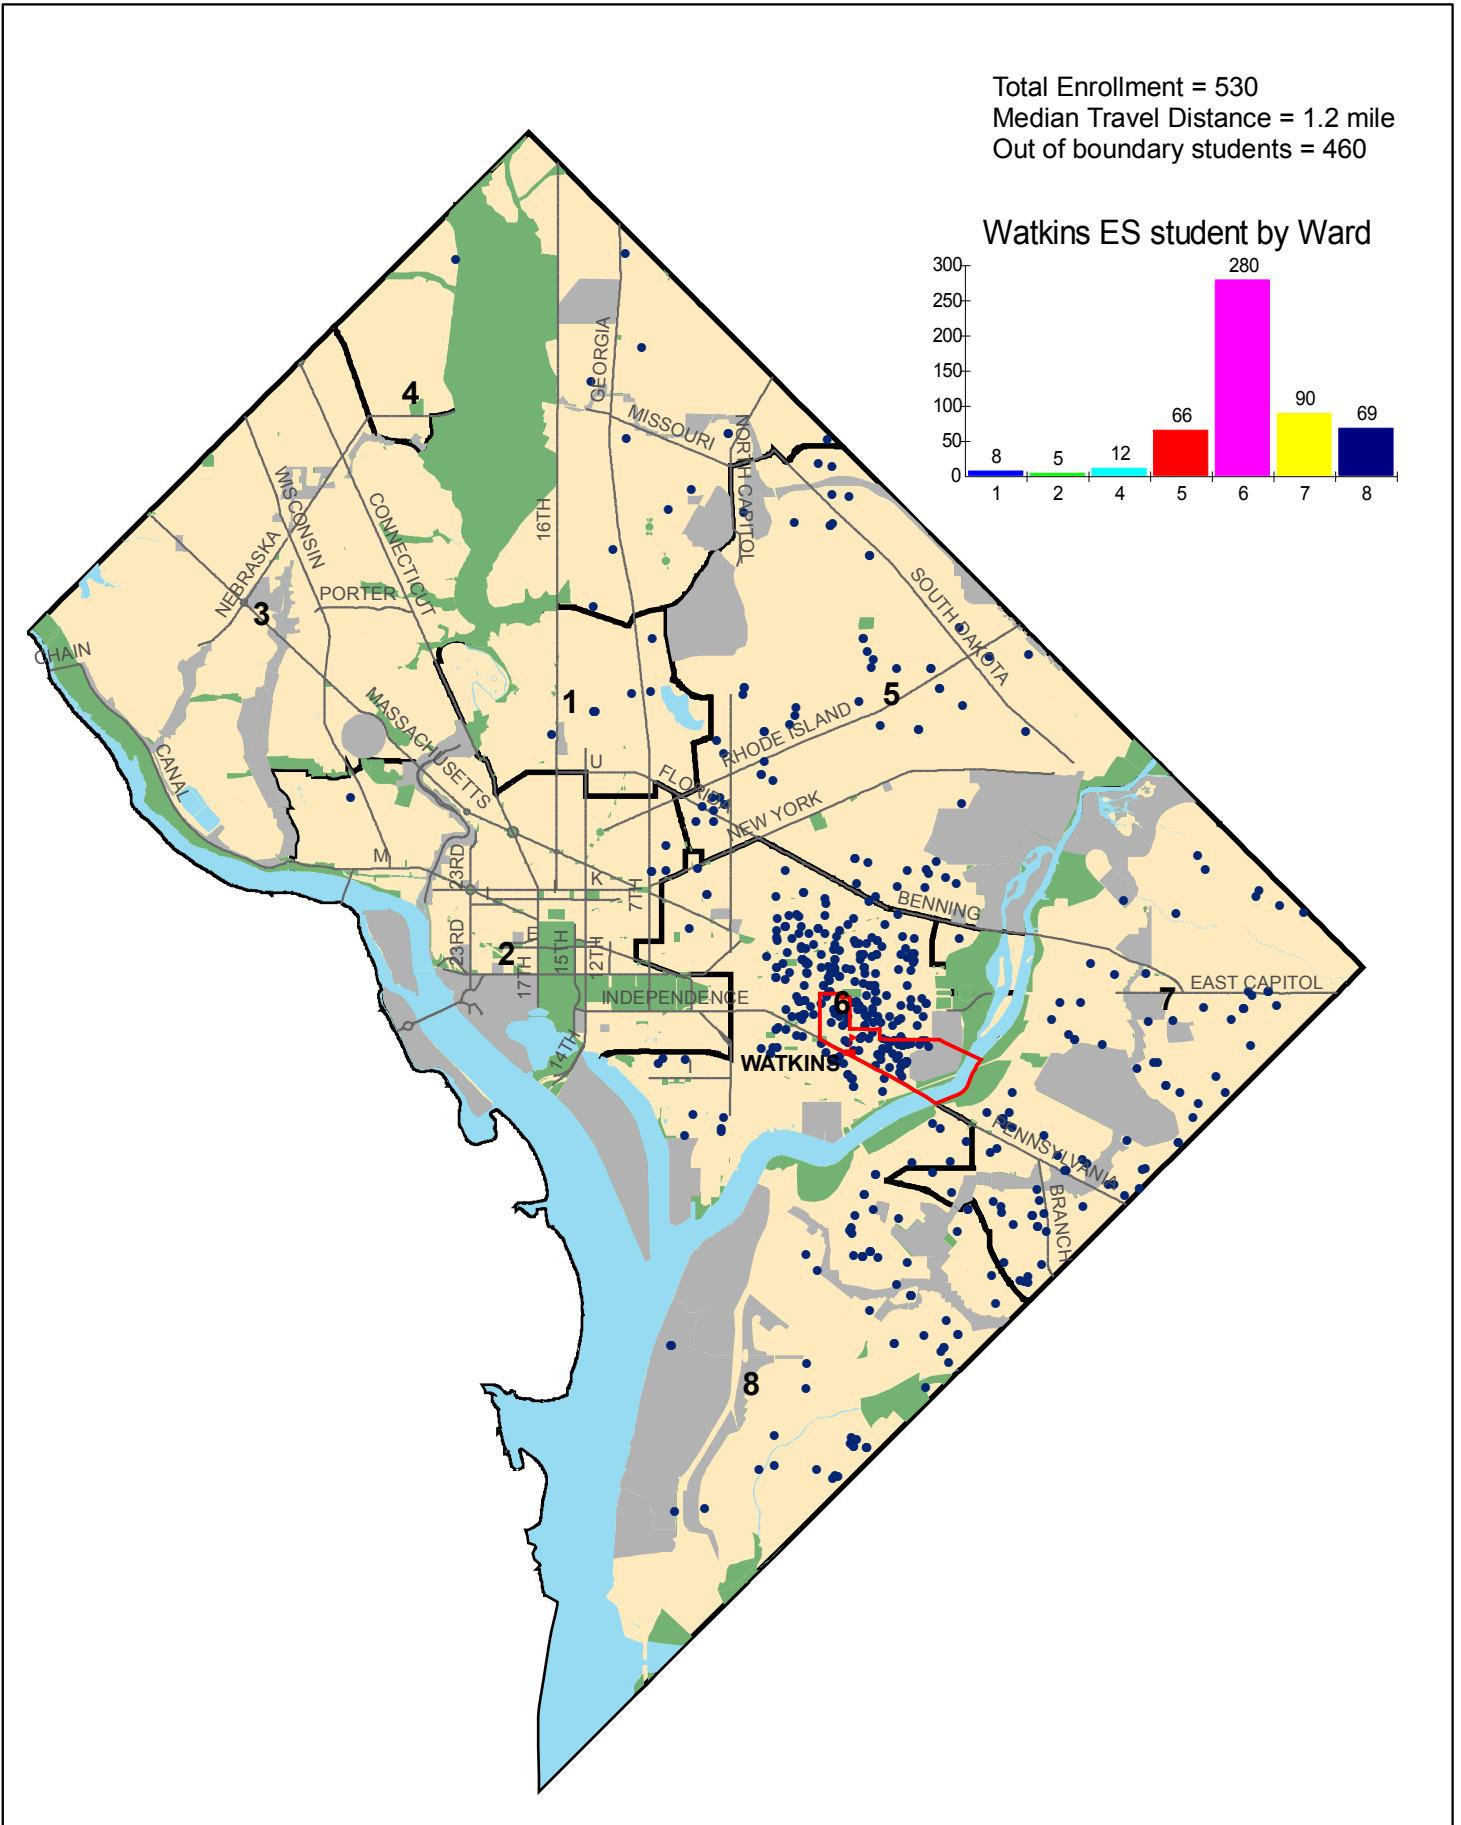 Total Enrollment = 530
Median Travel Distance = 1.2 mile
Out of boundary students = 460
Watkins ES student by Ward
300
250
200
150
100
50
0
8
5
12
66
280
90
69
1
2
4
5
6
7
8
4
GEORGIA
MISSOURI
NORTH CAPITOL
16TH
WISCONSIN
CONNECTICUT
NEBRASKA
3
PORTER
SOUTH DAKOTA
CHAIN
MASSACHUSETTS
1
5
RHODE ISLAND
CANAL
U
FLORIDA
NEW YORK
M
23RD
K
I
7TH
BENNING
E
23RD
2
17TH
15TH
12TH
INDEPENDENCE
6
7
EAST CAPITOL
14TH
I
WATKINS
PENNSYLVANIA
BRANCH
8